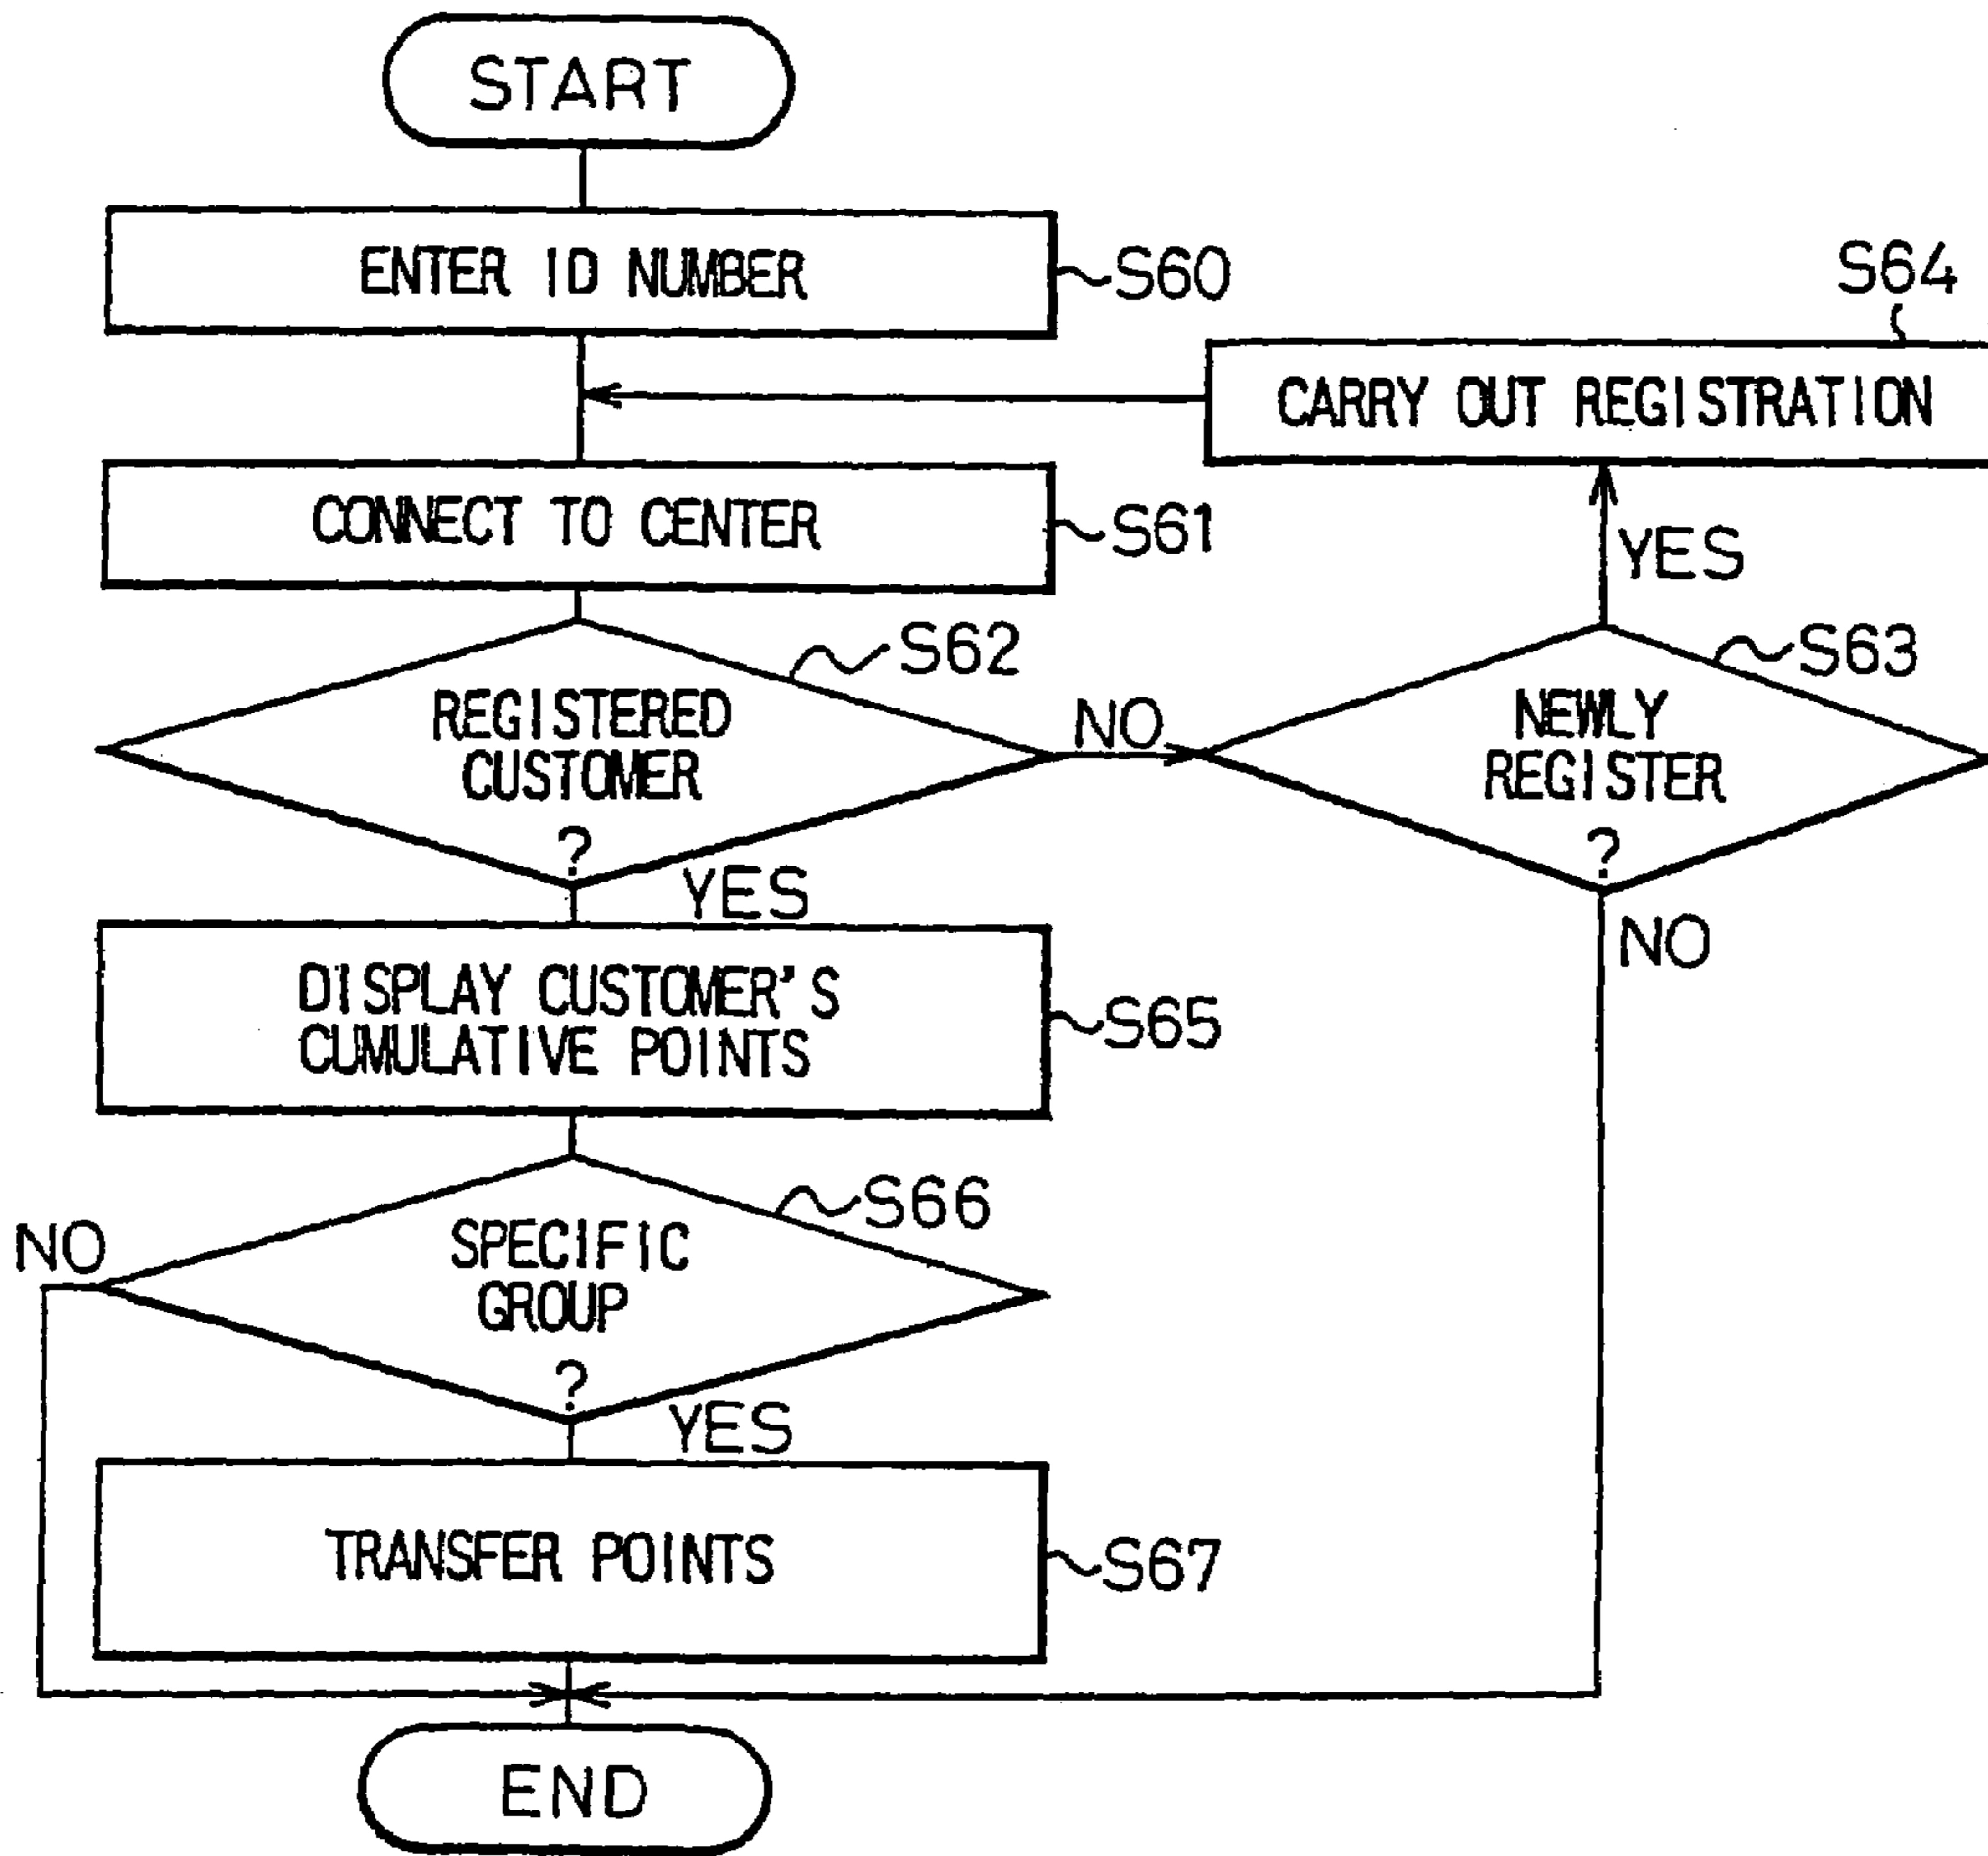 START
ENTER ID NUMBER
S60
S64
CARRY OUT REGISTRATION
CONNECT TO CENTER
S61
YES
S62
S63
REGISTERED
CUSTOMER
?
NO
NEWLY
REGISTER
?
YES
NO
DISPLAY CUSTOMER'S
CUMULATIVE POINTS
S65
S66
NO
SPECIFIC
GROUP
?
YES
TRANSFER POINTS
S67
END